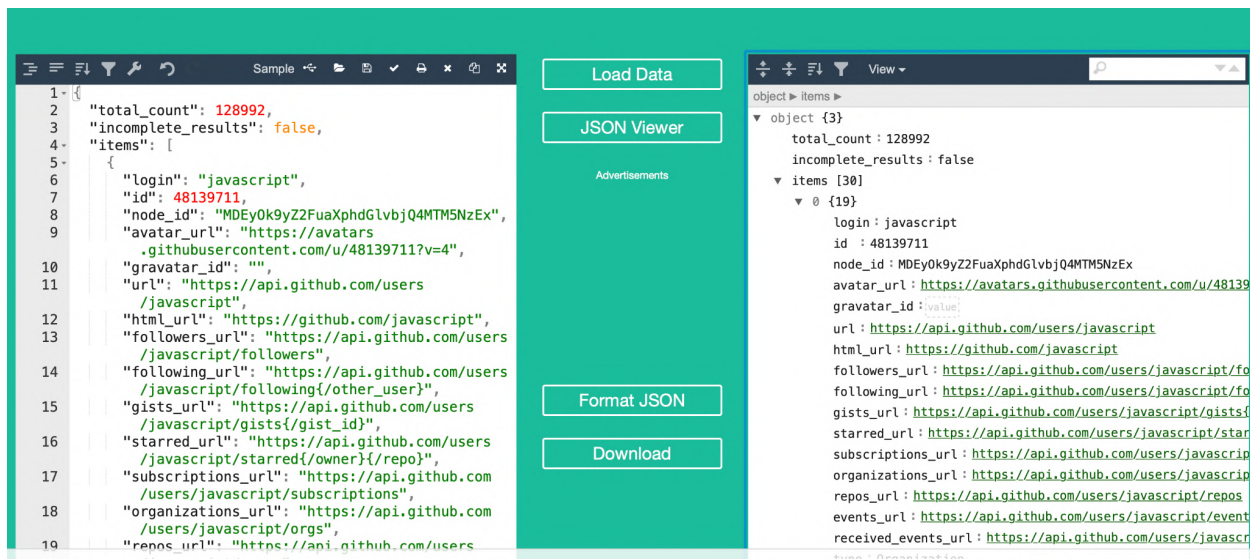 Sample
1 {
2 "total_count": 128992,
3 "incomplete_results": false,
4 "items": [
5 {
6 "login": "javascript",
7 "id": 48139711,
8 "node_id": "MDEyOk9yZ2FuaXphdGlvbjQ4MTM5NzEx",
9 "avatar_url": "https://avatars
.githubusercontent.com/u/48139711?v=4",
10 "gravatar_id": "",
11 "url": "https://api.github.com/users
/javascript",
12 "html_url": "https://github.com/javascript",
13 "followers_url": "https://api.github.com/users
/javascript/followers",
14 "following_url": "https://api.github.com/users
/javascript/following{/other_user}",
15 "gists_url": "https://api.github.com/users
/javascript/gists{/gist_id}",
16 "starred_url": "https://api.github.com/users
/javascript/starred{/owner}{/repo}",
17 "subscriptions_url": "https://api.github.com
/users/javascript/subscriptions",
18 "organizations_url": "https://api.github.com
/users/javascript/orgs",
19 "repos_url": "https://api.github.com/users
Load Data
JSON Viewer
Advertisements
Format JSON
Download
View
object ► items ►
object {3}
total_count : 128992
incomplete_results : false
items [30]
0 {19}
login : javascript
id : 48139711
node_id : MDEyOk9yZ2FuaXphdGlvbjQ4MTM5NzEx
avatar_url : https://avatars.githubusercontent.com/u/48139
gravatar_id : value
url : https://api.github.com/users/javascript
html_url : https://github.com/javascript
followers_url : https://api.github.com/users/javascript/fo
following_url : https://api.github.com/users/javascript/fo
gists_url : https://api.github.com/users/javascript/gists{
starred_url : https://api.github.com/users/javascript/star
subscriptions_url : https://api.github.com/users/javascrip
organizations_url : https://api.github.com/users/javascrip
repos_url : https://api.github.com/users/javascript/repos
events_url : https://api.github.com/users/javascript/event
received_events_url : https://api.github.com/users/javascr
type : Organization